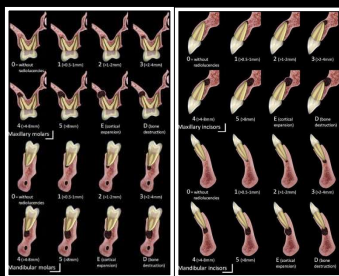 0 - without radiolucencies
1 (>0.5-1mm)
2 (>1-2mm)
3 (>2-4mm)
4 (>4-8mm)
5 (>8mm)
E (cortical expansion)
D (bone destruction)
Maxillary molars
0 - without radiolucencies
1 (>0.5-1mm)
2 (>1-2mm)
3 (>2-4mm)
4 (>4-8mm)
5 (>8mm)
E (cortical expansion)
D (bone destruction)
Mandibular molars
0 - without radiolucencies
1 (>0.5-1mm)
2 (>1-2mm)
3 (>2-4mm)
4 (>4-8mm)
5 (>8mm)
E (cortical expansion)
D (bone destruction)
Maxillary incisors
0 - without radiolucencies
1 (>0.5-1mm)
2 (>1-2mm)
3 (>2-4mm)
4 (>4-8mm)
5 (>8mm)
E (cortical expansion)
D (bone destruction)
Mandibular incisors